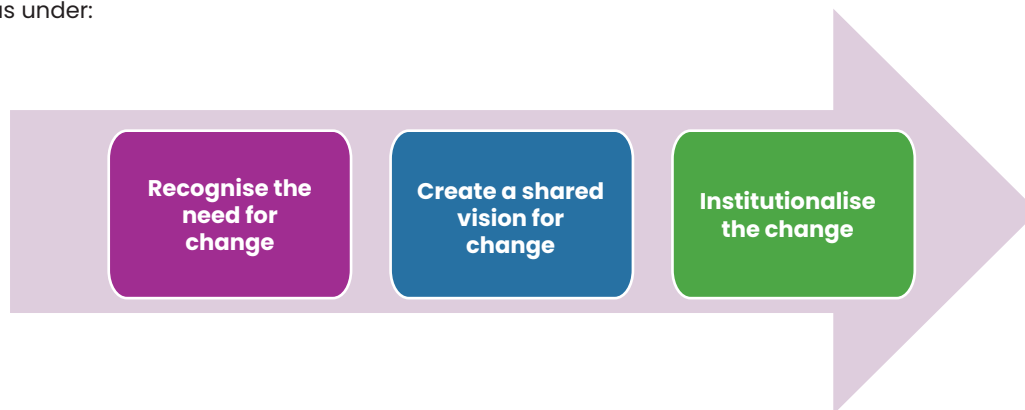 as under:
Recognise the
need for
change
Create a shared
vision for
change
Institutionalise
the change